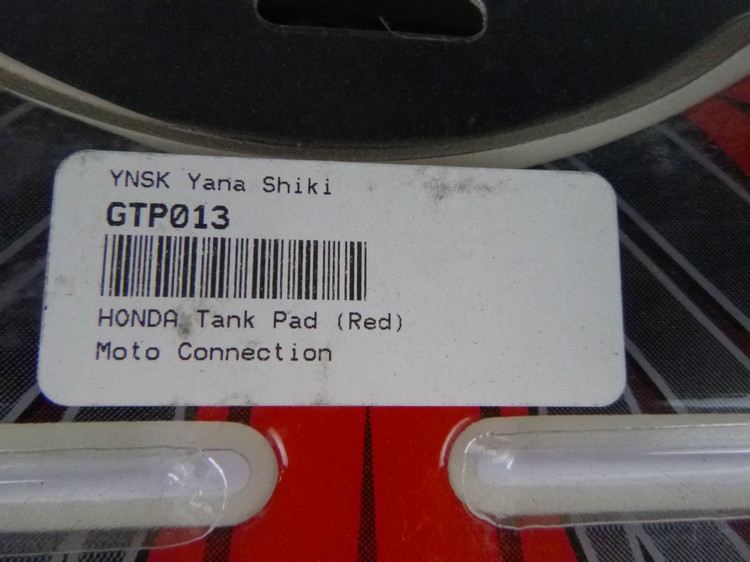 YNSK Yana Shiki
GTP013
HONDA Tank Pad (Red)
Moto Connection